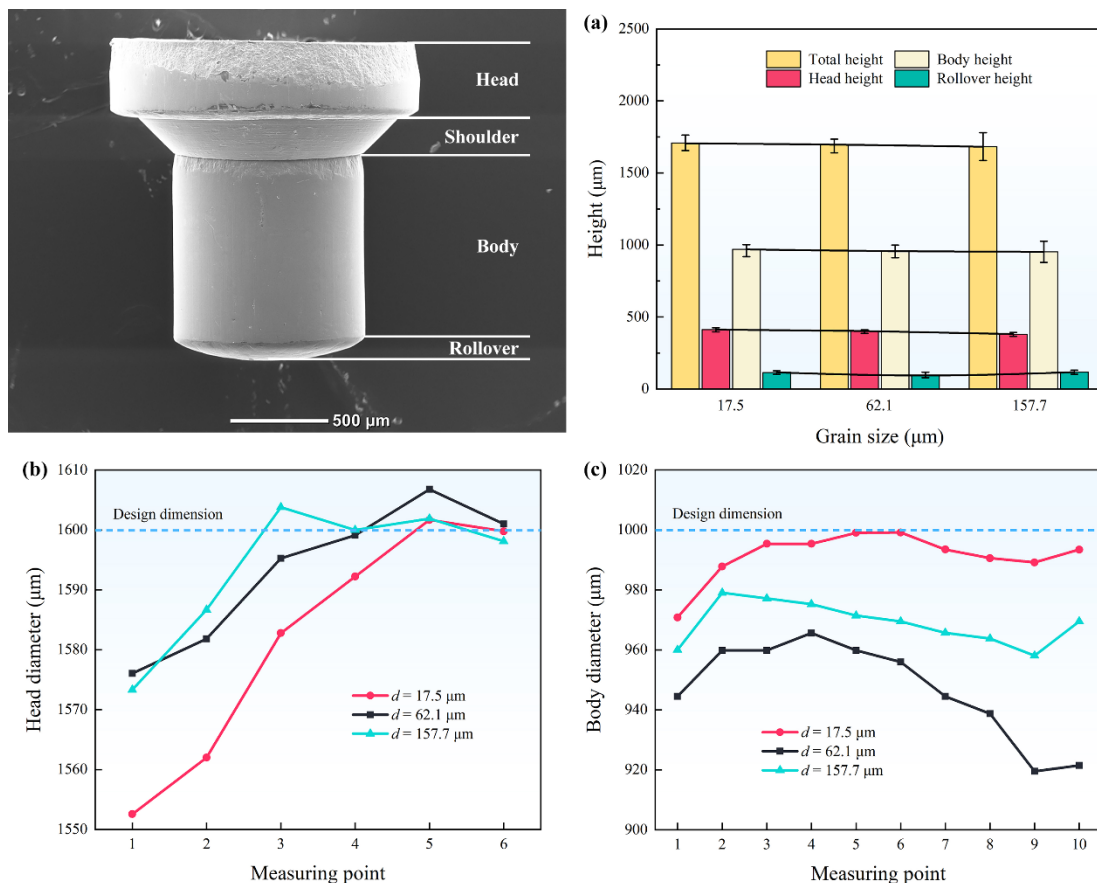 Head
Shoulder
Body
Rollover
500 µm
(a)
Total height
Body height
Head height
Rollover height
2500
2000
1500
1000
500
0
Height (µm)
17.5
62.1
157.7
Grain size (µm)
(b)
1610
1600
1590
1580
1570
1560
1550
Head diameter (µm)
Design dimension
d = 17.5 µm
d = 62.1 µm
d = 157.7 µm
1 2 3 4 5 6
Measuring point
(c)
1020
1000
980
960
940
920
900
Body diameter (µm)
Design dimension
d = 17.5 µm
d = 62.1 µm
d = 157.7 µm
1 2 3 4 5 6 7 8 9 10
Measuring point